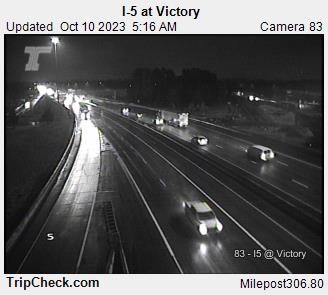 I-5 at Victory
Updated Oct 10 2023 5:16 AM Camera 83
T
S
83 - I5 @ Victory
TripCheck.com Milepost306.80